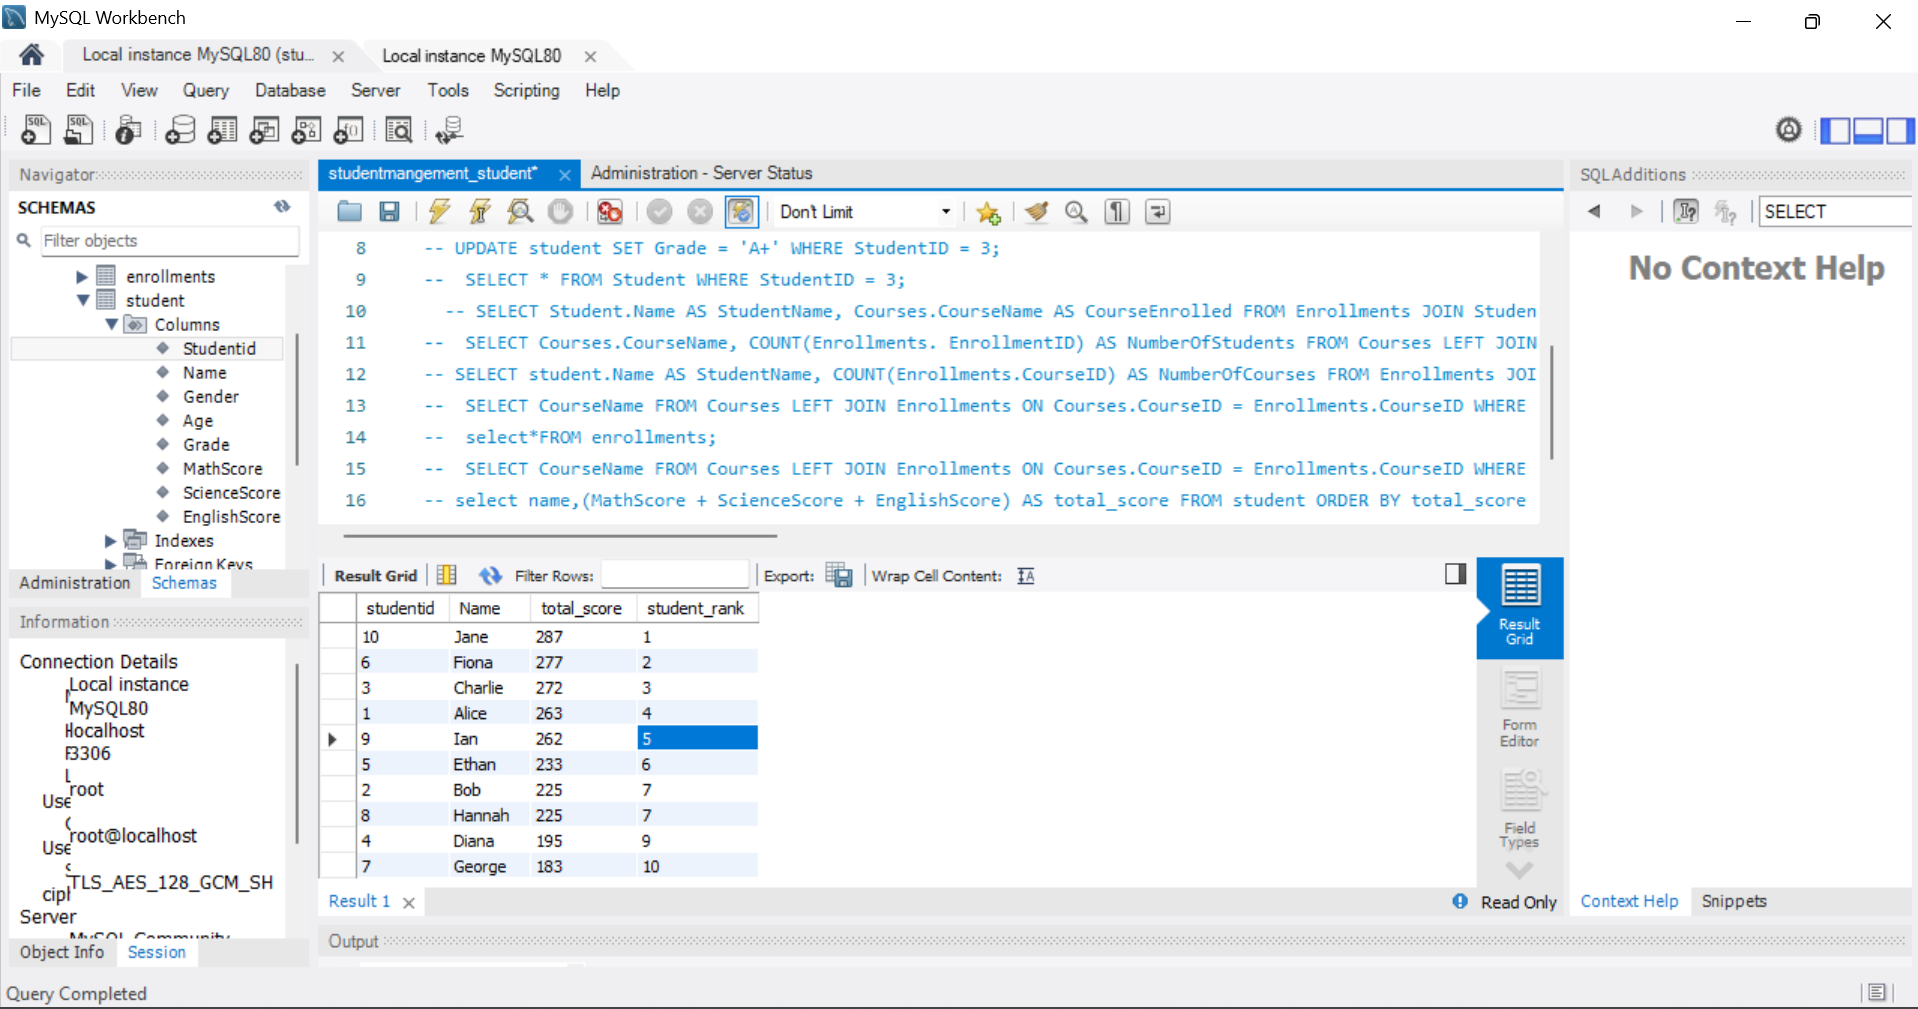 MySQL Workbench
Local instance MySQL80 (stu...
Local instance MySQL80
File Edit View Query Database Server Tools Scripting Help
Navigator
SCHEMAS
Filter objects
enrollments
student
Columns
Studentid
Name
Gender
Age
Grade
MathScore
ScienceScore
EnglishScore
Indexes
Foreign Keys
Administration Schemas
Information
Connection Details
Local instance
MySQL80
localhost
3306
root
Use
root@localhost
Use
TLS_AES_128_GCM_SH
ciph
Server
MySQL Community
Object Info Session
studentmangement_student*
Administration - Server Status
Don't Limit
8 -- UPDATE student SET Grade = 'A+' WHERE StudentID = 3;
9 -- SELECT * FROM Student WHERE StudentID = 3;
10 -- SELECT Student.Name AS StudentName, Courses.CourseName AS CourseEnrolled FROM Enrollments JOIN Studen
11 -- SELECT Courses.CourseName, COUNT(Enrollments. EnrollmentID) AS NumberOfStudents FROM Courses LEFT JOIN
12 -- SELECT student.Name AS StudentName, COUNT(Enrollments.CourseID) AS NumberOfCourses FROM Enrollments JOI
13 -- SELECT CourseName FROM Courses LEFT JOIN Enrollments ON Courses.CourseID = Enrollments.CourseID WHERE
14 -- select*FROM enrollments;
15 -- SELECT CourseName FROM Courses LEFT JOIN Enrollments ON Courses.CourseID = Enrollments.CourseID WHERE
16 -- select name,(MathScore + ScienceScore + EnglishScore) AS total_score FROM student ORDER BY total_score
Result Grid Filter Rows: Export: Wrap Cell Content:
studentid Name total_score student_rank
10 Jane 287 1
6 Fiona 277 2
3 Charlie 272 3
1 Alice 263 4
9 Ian 262 5
5 Ethan 233 6
2 Bob 225 7
8 Hannah 225 7
4 Diana 195 9
7 George 183 10
Result
Grid
Form
Editor
Field
Types
Result 1
Read Only
Output
SQLAdditions
SELECT
No Context Help
Context Help Snippets
Query Completed